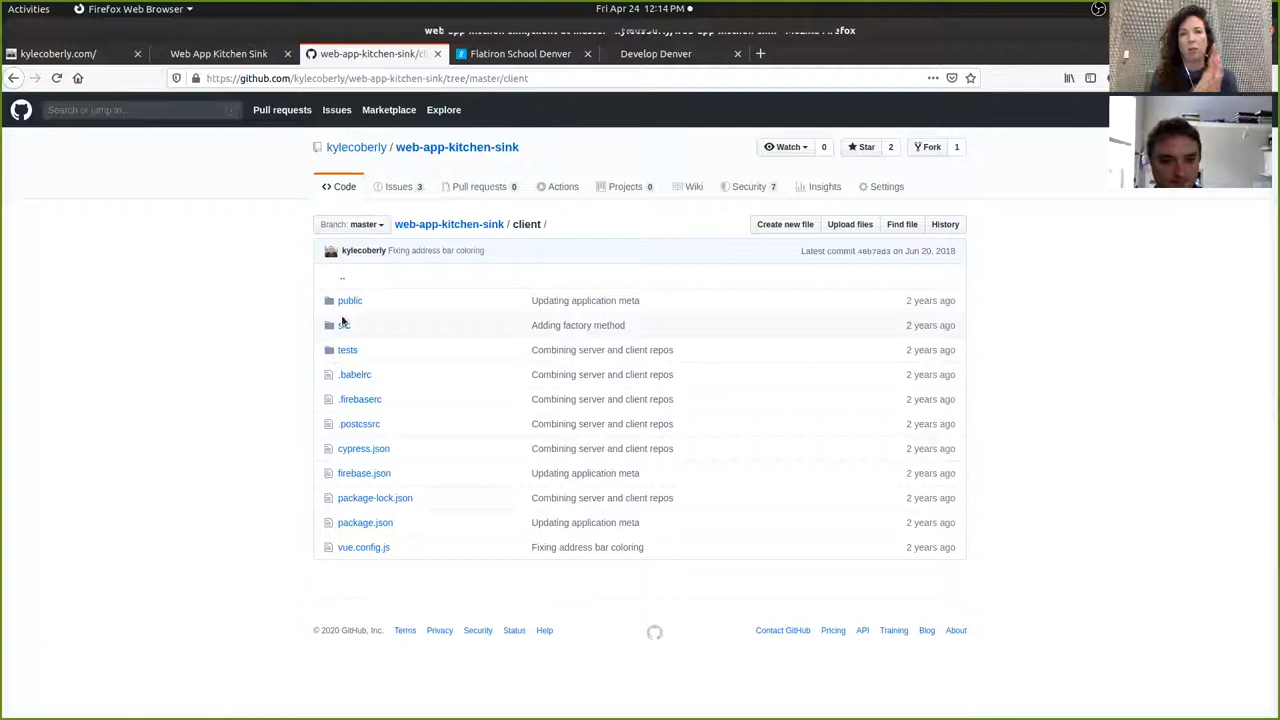 Activities Firefox Web Browser Fri Apr 24 12:14 PM
kylecoberly.com/ Web App Kitchen Sink web-app-kitchen-sink/cli Flatiron School Denver Develop Denver
https://github.com/kylecoberly/web-app-kitchen-sink/tree/master/client
Search or jump to... / Pull requests Issues Marketplace Explore
kylecoberly / web-app-kitchen-sink Watch 0 Star 2 Fork 1
Code Issues 3 Pull requests 0 Actions Projects 0 Wiki Security 7 Insights Settings
Branch: master web-app-kitchen-sink / client / Create new file Upload files Find file History
kylecoberly Fixing address bar coloring Latest commit 48b78d3 on Jun 20, 2018
..
public Updating application meta 2 years ago
src Adding factory method 2 years ago
tests Combining server and client repos 2 years ago
.babelrc Combining server and client repos 2 years ago
.firebaserc Combining server and client repos 2 years ago
.postcssrc Combining server and client repos 2 years ago
cypress.json Combining server and client repos 2 years ago
firebase.json Updating application meta 2 years ago
package-lock.json Combining server and client repos 2 years ago
package.json Updating application meta 2 years ago
vue.config.js Fixing address bar coloring 2 years ago
© 2020 GitHub, Inc. Terms Privacy Security Status Help Contact GitHub Pricing API Training Blog About